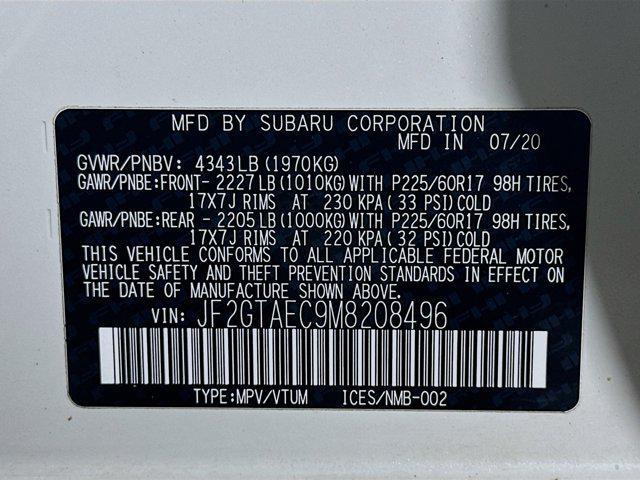 MFD BY SUBARU CORPORATION
MFD IN 07/20
GVWR/PNBV: 4343LB (1970KG)
GAWR/PNBE:FRONT- 2227LB (1010KG)WITH P225/60R17 98H TIRES,
17X7J RIMS AT 230 KPA (33 PSI)COLD
GAWR/PNBE:REAR - 2205LB (1000KG)WITH P225/60R17 98H TIRES,
17X7J RIMS AT 220 KPA (32 PSI)COLD
THIS VEHICLE CONFORMS TO ALL APPLICABLE FEDERAL MOTOR
VEHICLE SAFETY AND THEFT PREVENTION STANDARDS IN EFFECT ON
THE DATE OF MANUFACTURE SHOWN ABOVE.
VIN: JF2GTAEC9M8208496
TYPE:MPV/VTUM ICES/NMB-002